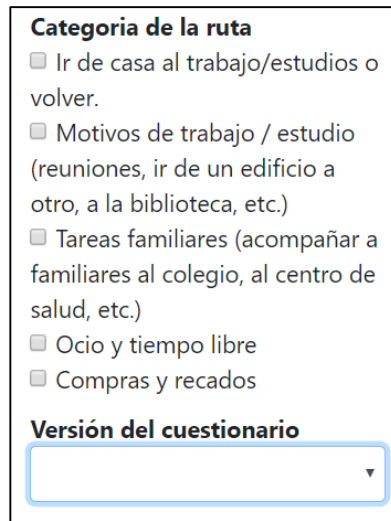 Categoria de la ruta
Ir de casa al trabajo/estudios o
volver.
Motivos de trabajo / estudio
(reuniones, ir de un edificio a
otro, a la biblioteca, etc.)
Tareas familiares (acompañar a
familiares al colegio, al centro de
salud, etc.)
Ocio y tiempo libre
Compras y recados
Versión del cuestionario